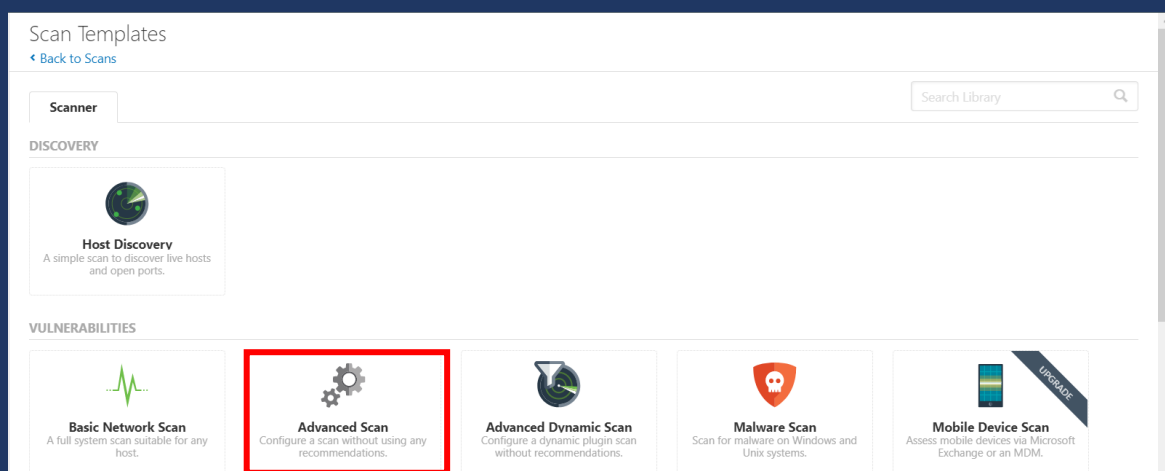 Scan Templates
Back to Scans
Scanner
Search Library
DISCOVERY
Host Discovery
A simple scan to discover live hosts
and open ports.
VULNERABILITIES
Basic Network Scan
A full system scan suitable for any
host.
Advanced Scan
Configure a scan without using any
recommendations.
Advanced Dynamic Scan
Configure a dynamic plugin scan
without recommendations.
Malware Scan
Scan for malware on Windows and
Unix systems.
UPGRADE
Mobile Device Scan
Assess mobile devices via Microsoft
Exchange or an MDM.